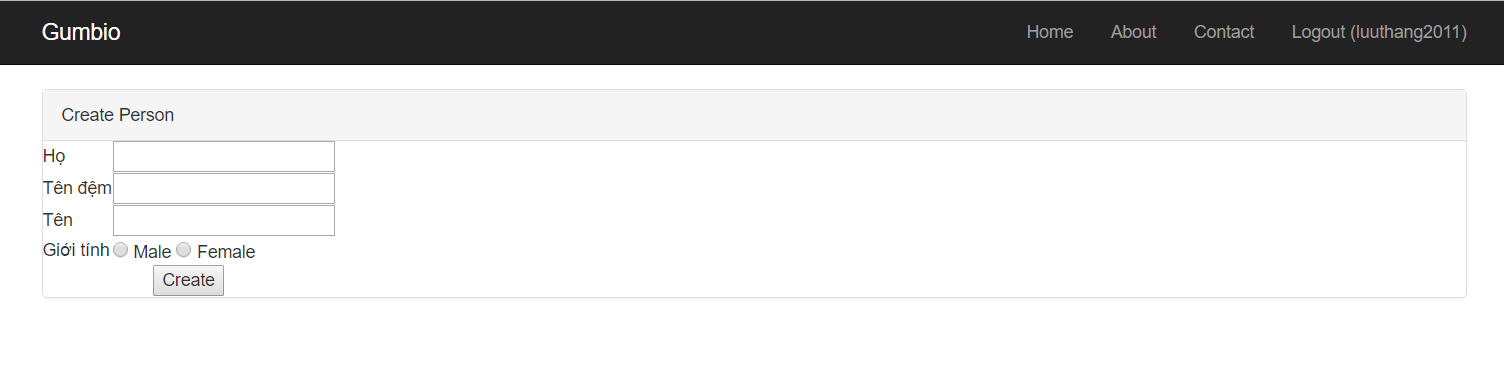 Gumbio Home About Contact Logout (luuthang2011)
Create Person
Họ
Tên đệm
Tên
Giới tính Male Female
Create